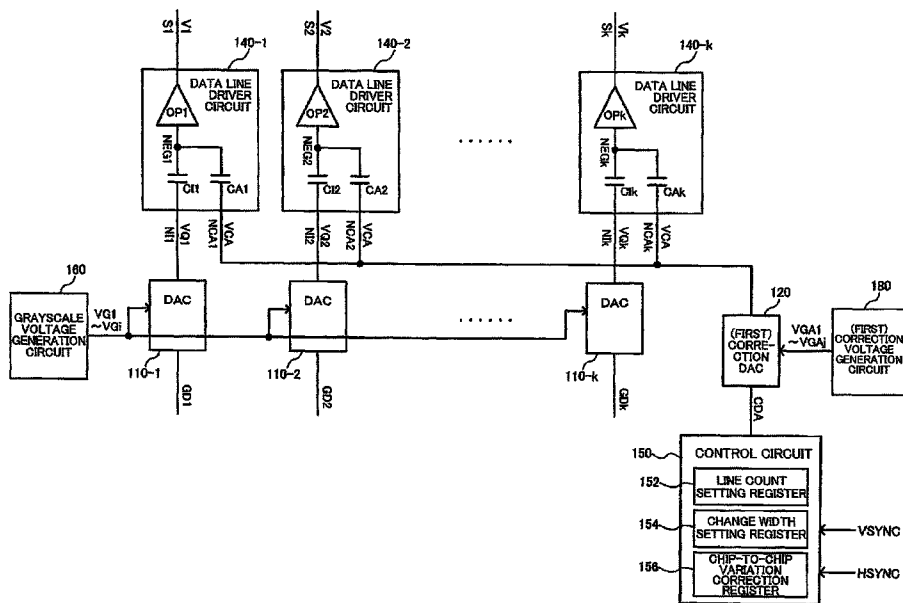 S1 V1
S2 V2
Sk Vk
140-1
140-2
140-k
DATA LINE
DRIVER
CIRCUIT
OP1
NEG1
CI1
CA1
DATA LINE
DRIVER
CIRCUIT
OP2
NEG2
CI2
CA2
......
DATA LINE
DRIVER
CIRCUIT
OPk
NEGk
CIk
CAk
NI1 VQ1 NCA1 VCA
NI2 VQ2 NCA2 VCA
NIk VQk NCAk VCA
160
GRAYSCALE
VOLTAGE
GENERATION
CIRCUIT
VG1
~VGi
DAC
110-1
GD1
DAC
110-2
GD2
......
DAC
110-k
GDk
120
(FIRST)
CORRE-
CTION
DAC
VGA1
~VGAj
180
(FIRST)
CORRECTION
VOLTAGE
GENERATION
CIRCUIT
CDA
150
CONTROL CIRCUIT
152
LINE COUNT
SETTING REGISTER
154
CHANGE WIDTH
SETTING REGISTER
VSYNC
156
CHIP-TO-CHIP
VARIATION
CORRECTION
REGISTER
HSYNC